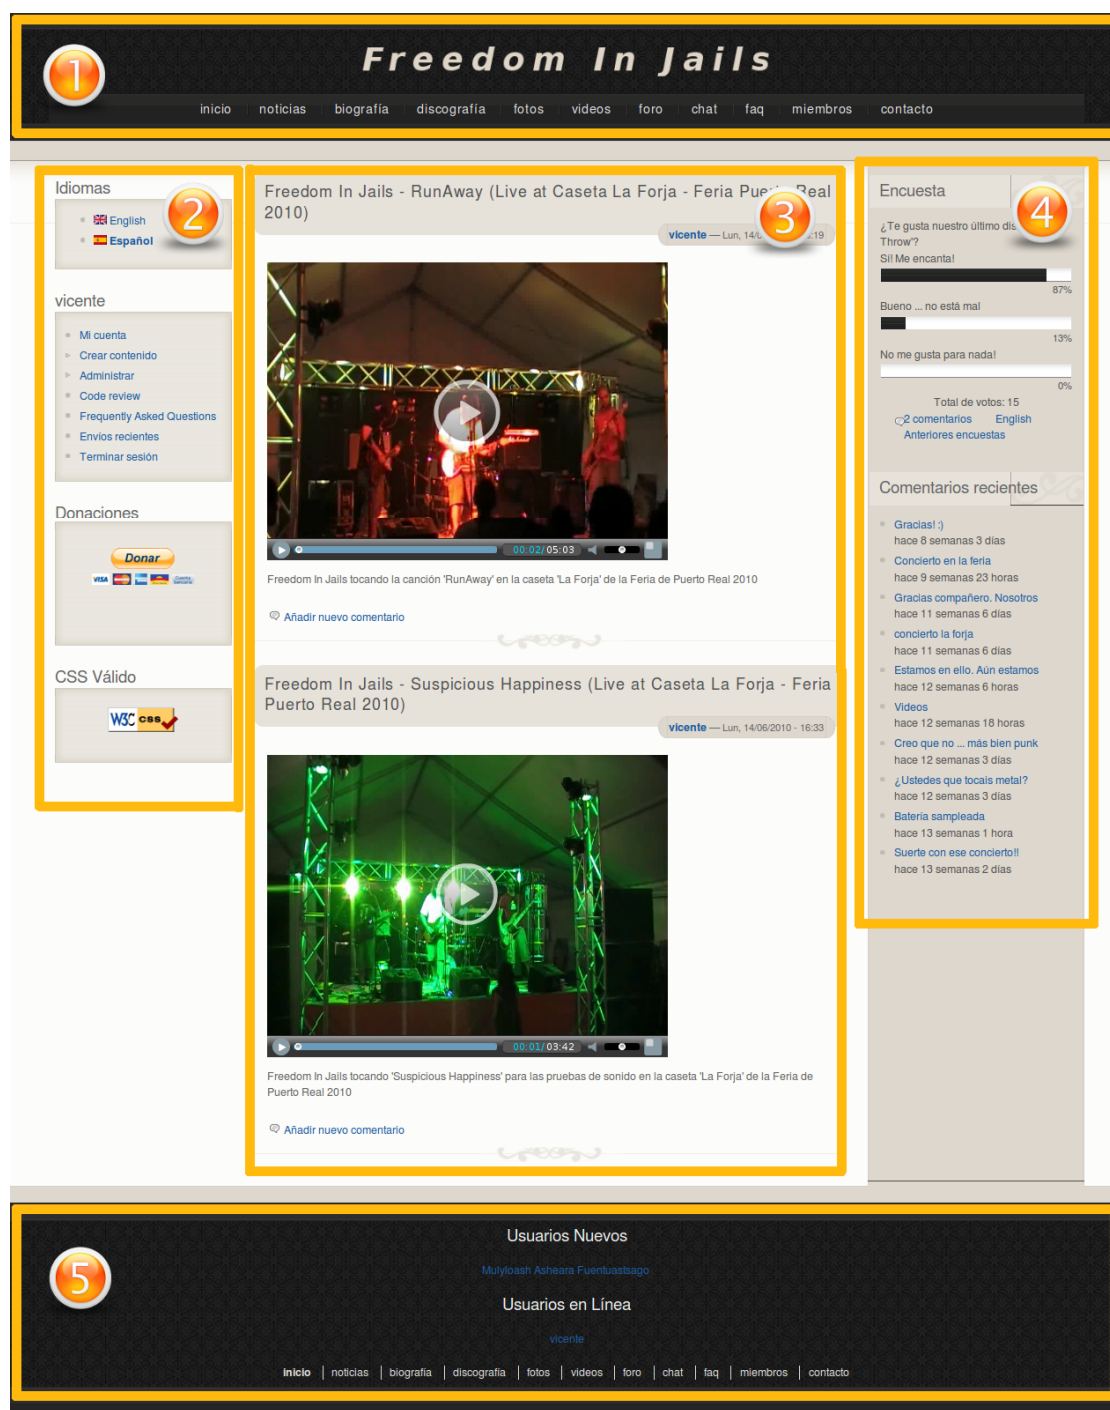 1
Freedom In Jails
inicio noticias biografía discografía fotos videos foro chat faq miembros contacto
2
Idiomas
English
Español
vicente
Mi cuenta
Crear contenido
Administrar
Code review
Frequently Asked Questions
Envíos recientes
Terminar sesión
Donaciones
Donar
VISA
CSS Válido
W3C css
3
Freedom In Jails - RunAway (Live at Caseta La Forja - Feria Puerto Real
2010)
vicente — Lun, 14/0 :19
00:02/05:03
Freedom In Jails tocando la canción 'RunAway' en la caseta 'La Forja' de la Feria de Puerto Real 2010
Añadir nuevo comentario
Freedom In Jails - Suspicious Happiness (Live at Caseta La Forja - Feria
Puerto Real 2010)
vicente — Lun, 14/06/2010 - 16:33
00:01/03:42
Freedom In Jails tocando 'Suspicious Happiness' para las pruebas de sonido en la caseta 'La Forja' de la Feria de
Puerto Real 2010
Añadir nuevo comentario
4
Encuesta
¿Te gusta nuestro último dis
Throw'?
Sí! Me encanta!
87%
Bueno ... no está mal
13%
No me gusta para nada!
0%
Total de votos: 15
2 comentarios English
Anteriores encuestas
Comentarios recientes
Gracias! :)
hace 8 semanas 3 días
Concierto en la feria
hace 9 semanas 23 horas
Gracias compañero. Nosotros
hace 11 semanas 6 días
concierto la forja
hace 11 semanas 6 días
Estamos en ello. Aún estamos
hace 12 semanas 6 horas
Videos
hace 12 semanas 18 horas
Creo que no ... más bien punk
hace 12 semanas 3 días
¿Ustedes que tocais metal?
hace 12 semanas 3 días
Batería sampleada
hace 13 semanas 1 hora
Suerte con ese concierto!!
hace 13 semanas 2 días
5
Usuarios Nuevos
Mulyloash Asheara Fuentuastsago
Usuarios en Línea
vicente
inicio | noticias | biografía | discografía | fotos | videos | foro | chat | faq | miembros | contacto